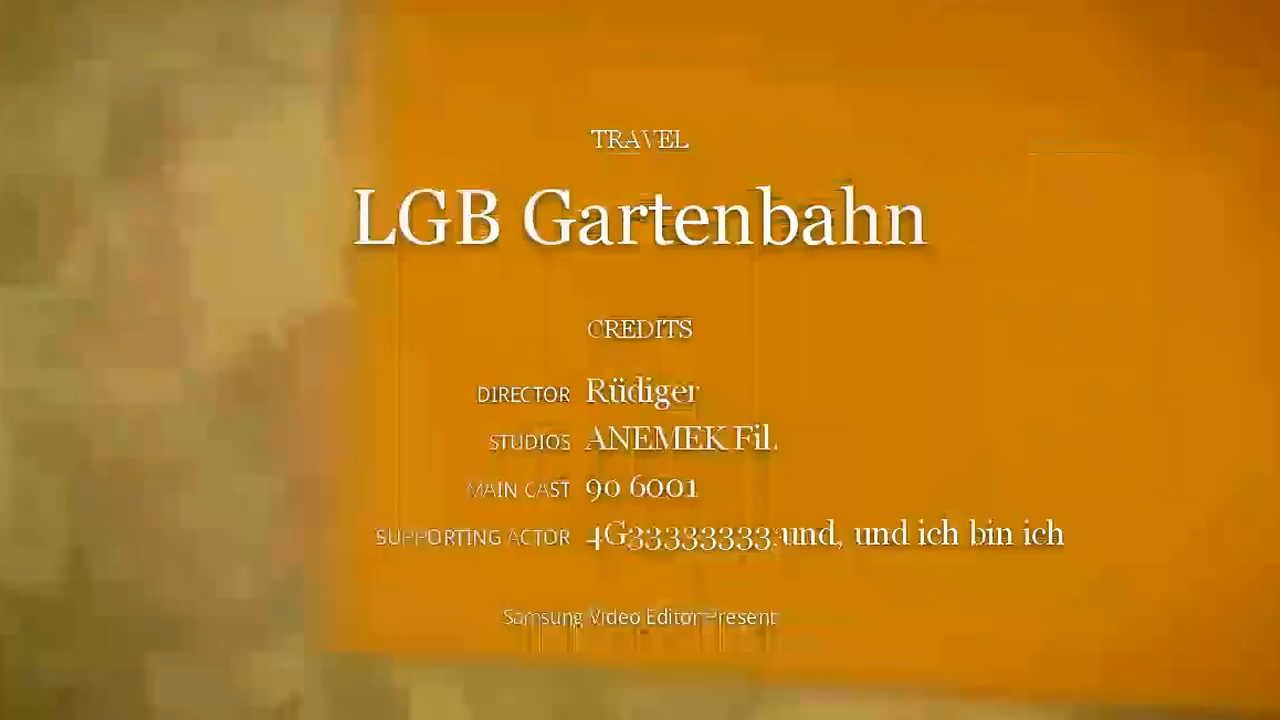 TRAVEL
LGB Gartenbahn
CREDITS
DIRECTOR Rüdiger
STUDIOS ANEMEK Fil.
MAIN CAST 90 6001
SUPPORTING ACTOR 4G33333333 und, und ich bin ich
Samsung Video Editor Present